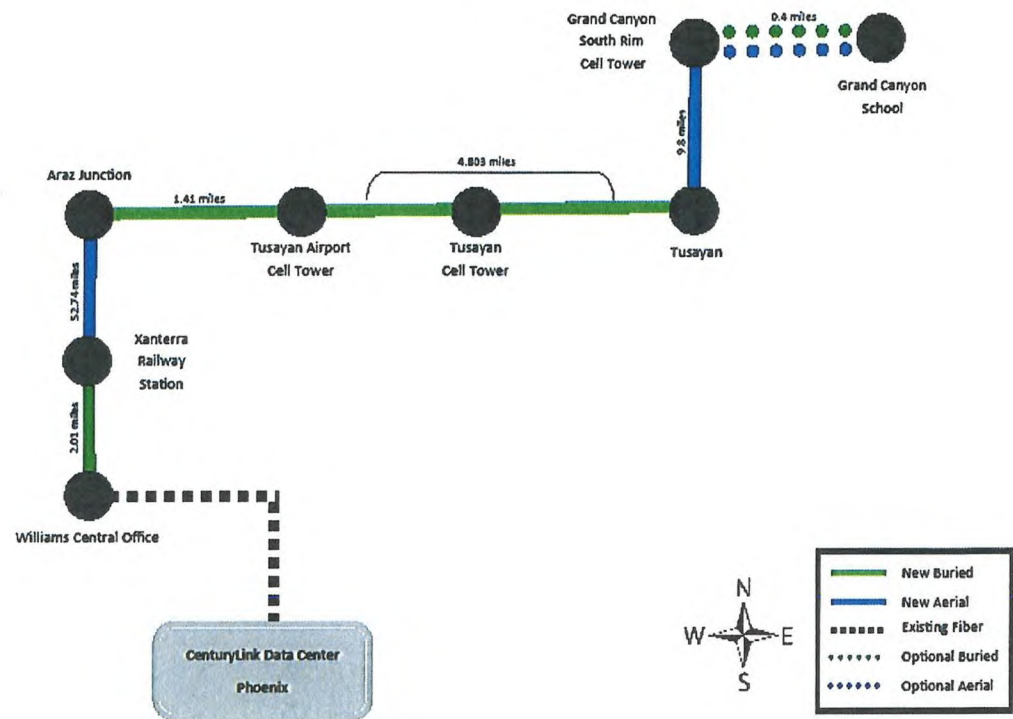 Grand Canyon
South Rim
Cell Tower
0.4 miles
Grand Canyon
School
9.8 miles
4.803 miles
Araz Junction
1.41 miles
Tusayan Airport
Cell Tower
Tusayan
Cell Tower
Tusayan
52.74 miles
Xanterra
Railway
Station
2.01 miles
Williams Central Office
CenturyLink Data Center
Phoenix
N
W
E
S
New Buried
New Aerial
Existing Fiber
Optional Buried
Optional Aerial